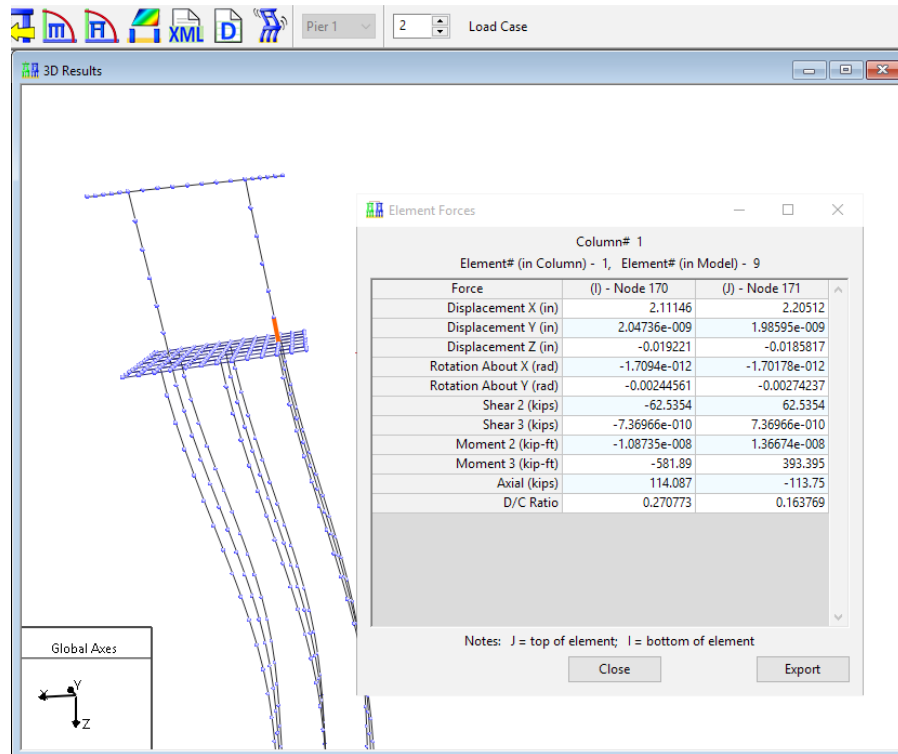 m H XML D Pier 1 2 Load Case
3D Results
Element Forces
Column# 1
Element# (in Column) - 1, Element# (in Model) - 9
Force (I) - Node 170 (J) - Node 171
Displacement X (in) 2.11146 2.20512
Displacement Y (in) 2.04736e-009 1.98595e-009
Displacement Z (in) -0.019221 -0.0185817
Rotation About X (rad) -1.7094e-012 -1.70178e-012
Rotation About Y (rad) -0.00244561 -0.00274237
Shear 2 (kips) -62.5354 62.5354
Shear 3 (kips) -7.36966e-010 7.36966e-010
Moment 2 (kip-ft) -1.08735e-008 1.36674e-008
Moment 3 (kip-ft) -581.89 393.395
Axial (kips) 114.087 -113.75
D/C Ratio 0.270773 0.163769
Notes: J = top of element; I = bottom of element
Close Export
Global Axes
X Y
Z